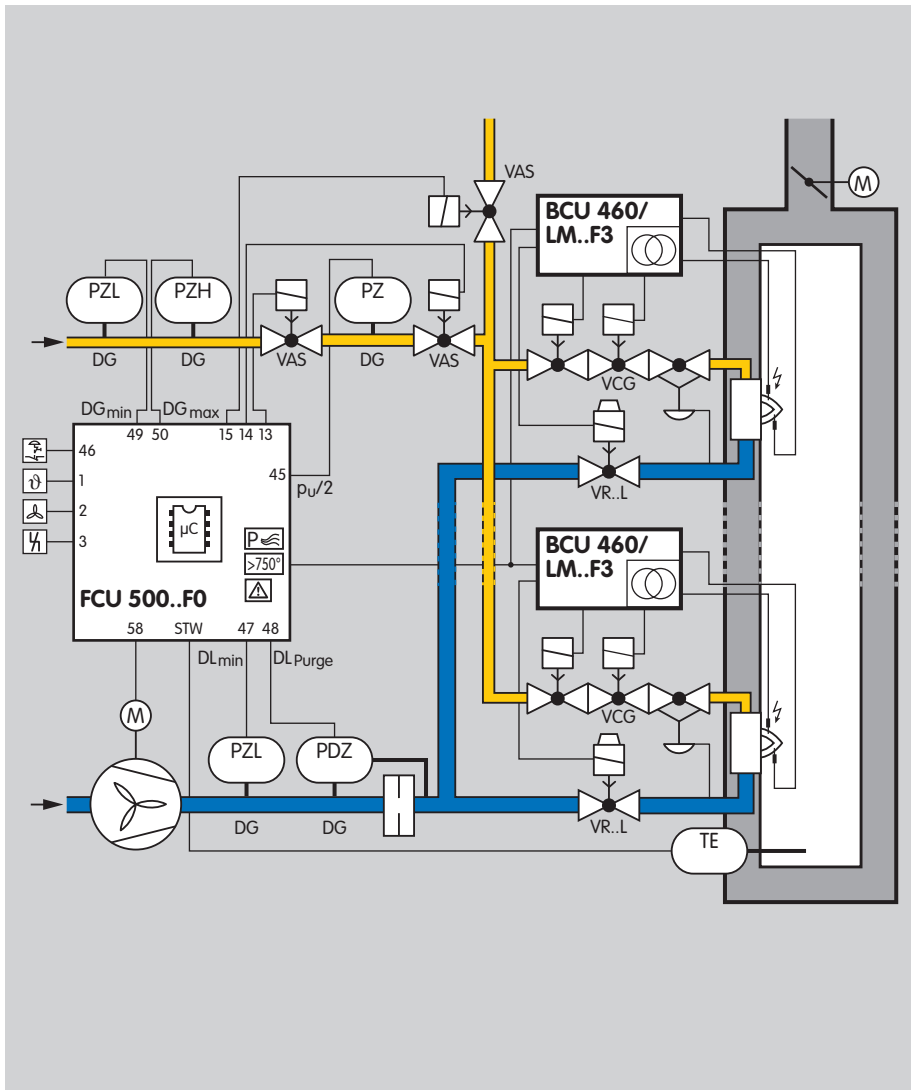 VAS
M
BCU 460/
LM..F3
PZL
PZH
PZ
DG
DG
VAS
DG
VAS
VCG
DGmin
DGmax
49
50
15
14
13
46
1
2
3
45
pu/2
VR..L
µC
P
>750°
BCU 460/
LM..F3
FCU 500..F0
58
STW
47
48
DLmin
DLPurge
M
VCG
PZL
PDZ
DG
DG
VR..L
TE
ϑ